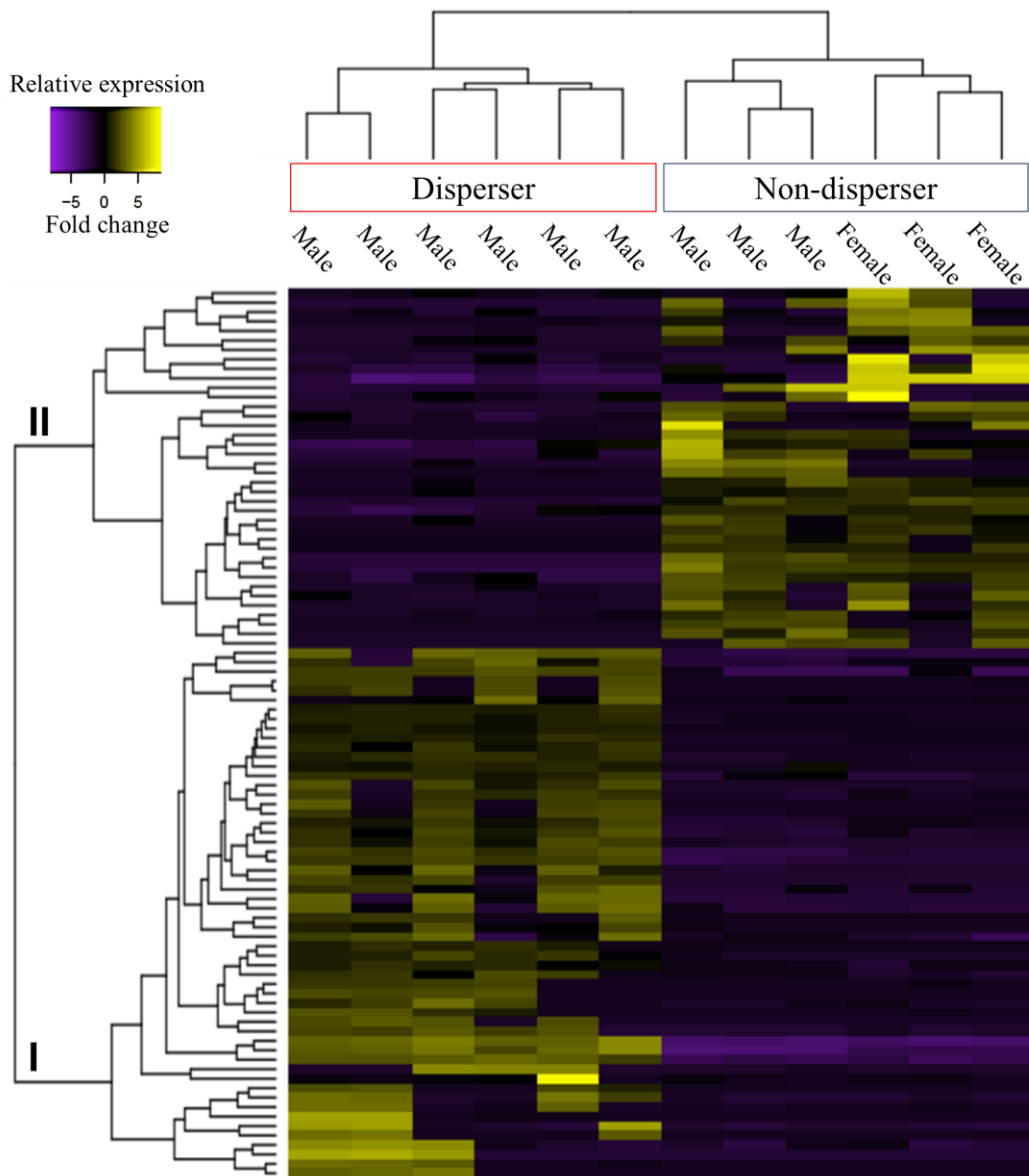 Relative expression
−5 0 5
Fold change
Disperser Non-disperser
Male Male Male Male Male Male Male Male Male Female Female Female
II
I